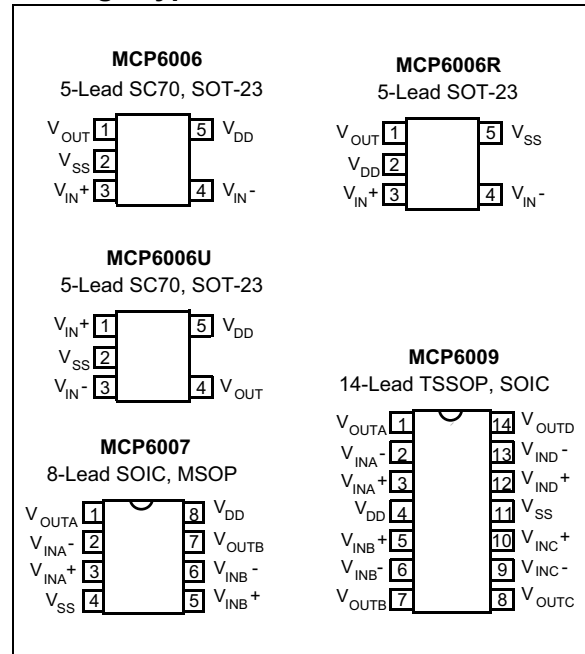 MCP6006
5-Lead SC70, SOT-23
VOUT 1 5 VDD
VSS 2
VIN+ 3 4 VIN-
MCP6006R
5-Lead SOT-23
VOUT 1 5 VSS
VDD 2
VIN+ 3 4 VIN-
MCP6006U
5-Lead SC70, SOT-23
VIN+ 1 5 VDD
VSS 2
VIN- 3 4 VOUT
MCP6007
8-Lead SOIC, MSOP
VOUTA 1 8 VDD
VINA- 2 7 VOUTB
VINA+ 3 6 VINB-
VSS 4 5 VINB+
MCP6009
14-Lead TSSOP, SOIC
VOUTA 1 14 VOUTD
VINA- 2 13 VIND-
VINA+ 3 12 VIND+
VDD 4 11 VSS
VINB+ 5 10 VINC+
VINB- 6 9 VINC-
VOUTB 7 8 VOUTC